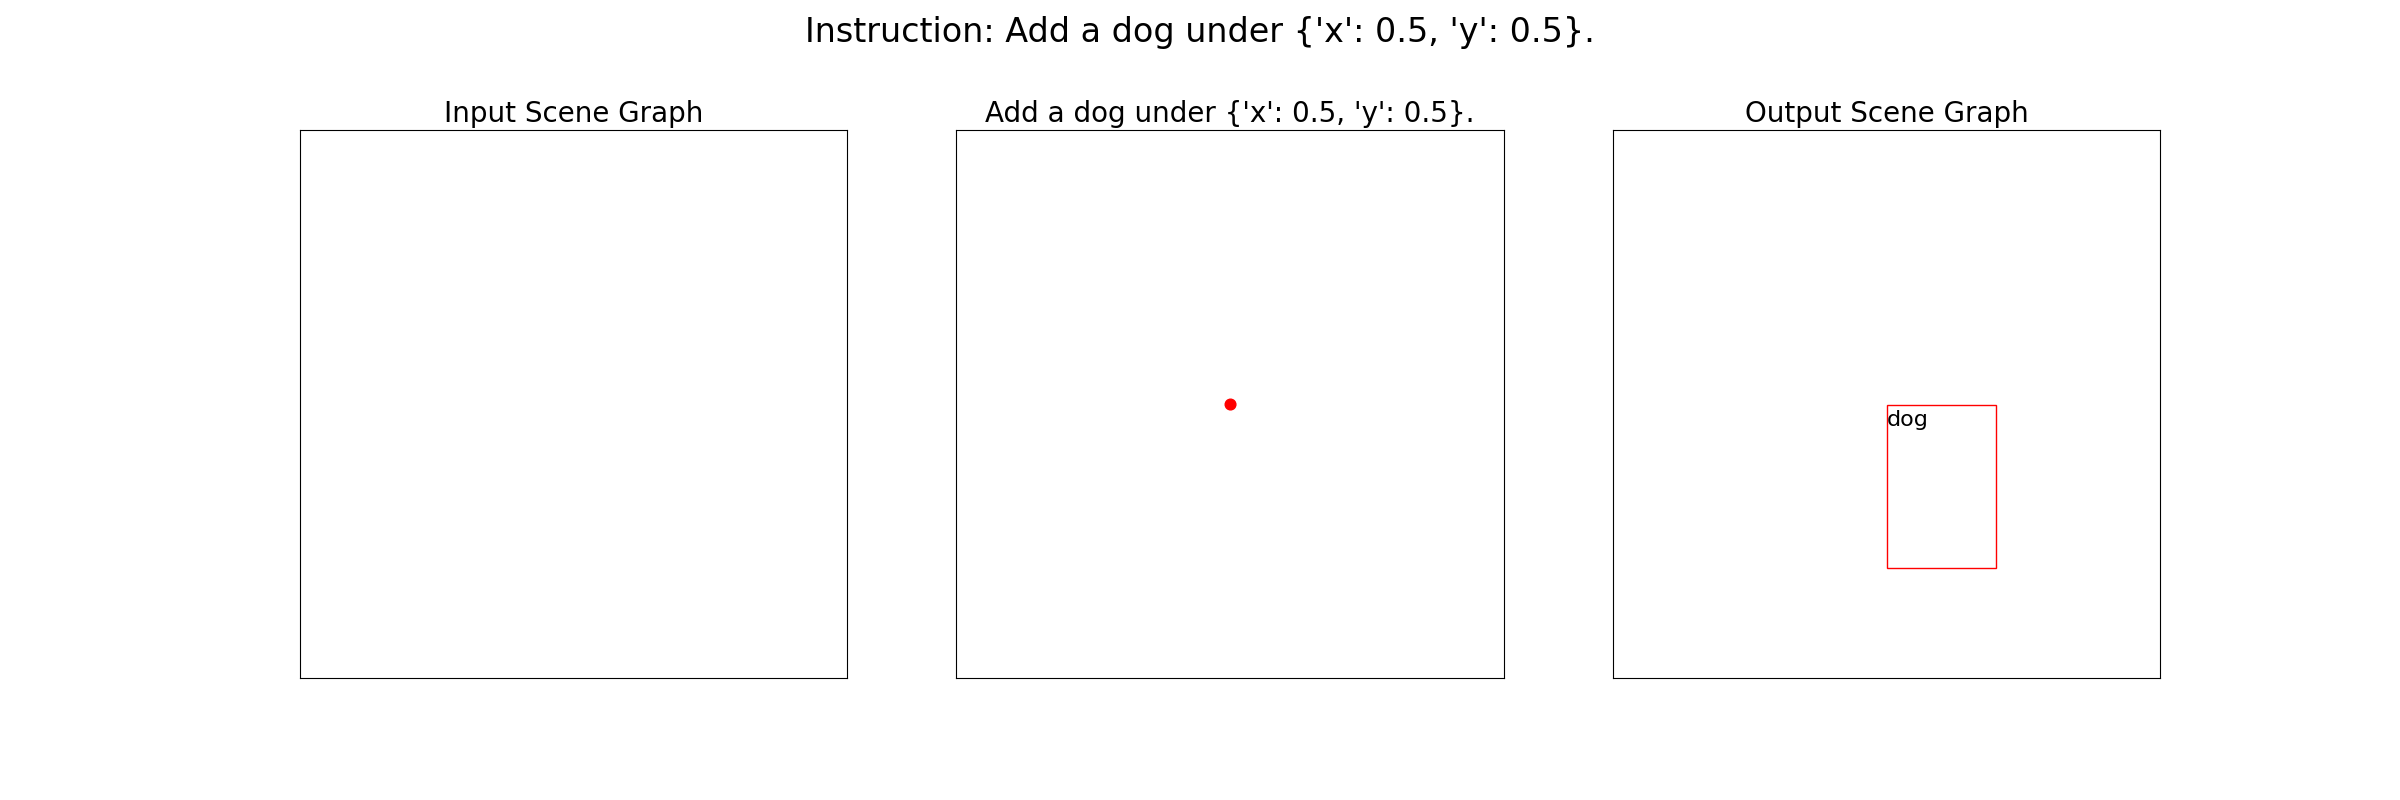 Instruction: Add a dog under {'x': 0.5, 'y': 0.5}.
Input Scene Graph
Add a dog under {'x': 0.5, 'y': 0.5}.
Output Scene Graph
dog